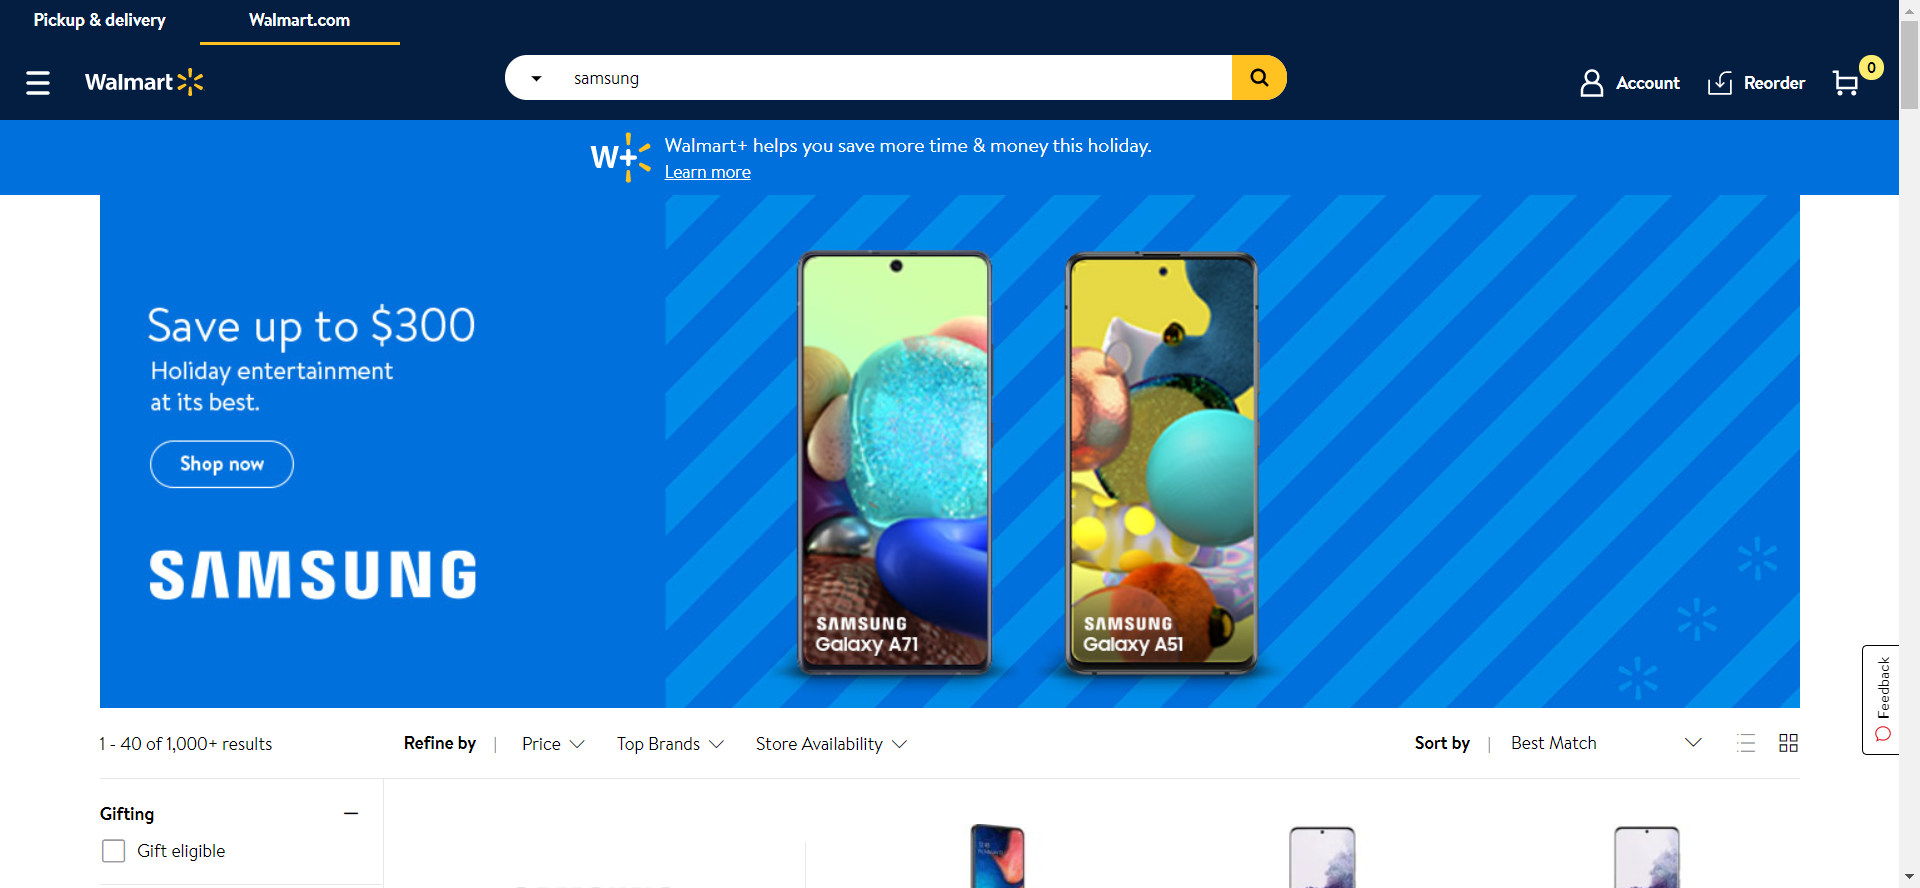 Pickup & delivery
Walmart.com
Walmart
samsung
Account
Reorder
0
W+
Walmart+ helps you save more time & money this holiday.
Learn more
Save up to $300
Holiday entertainment
at its best.
Shop now
SAMSUNG
SAMSUNG
Galaxy A71
SAMSUNG
Galaxy A51
Feedback
1 - 40 of 1,000+ results
Refine by | Price Top Brands Store Availability
Sort by | Best Match
Gifting
Gift eligible